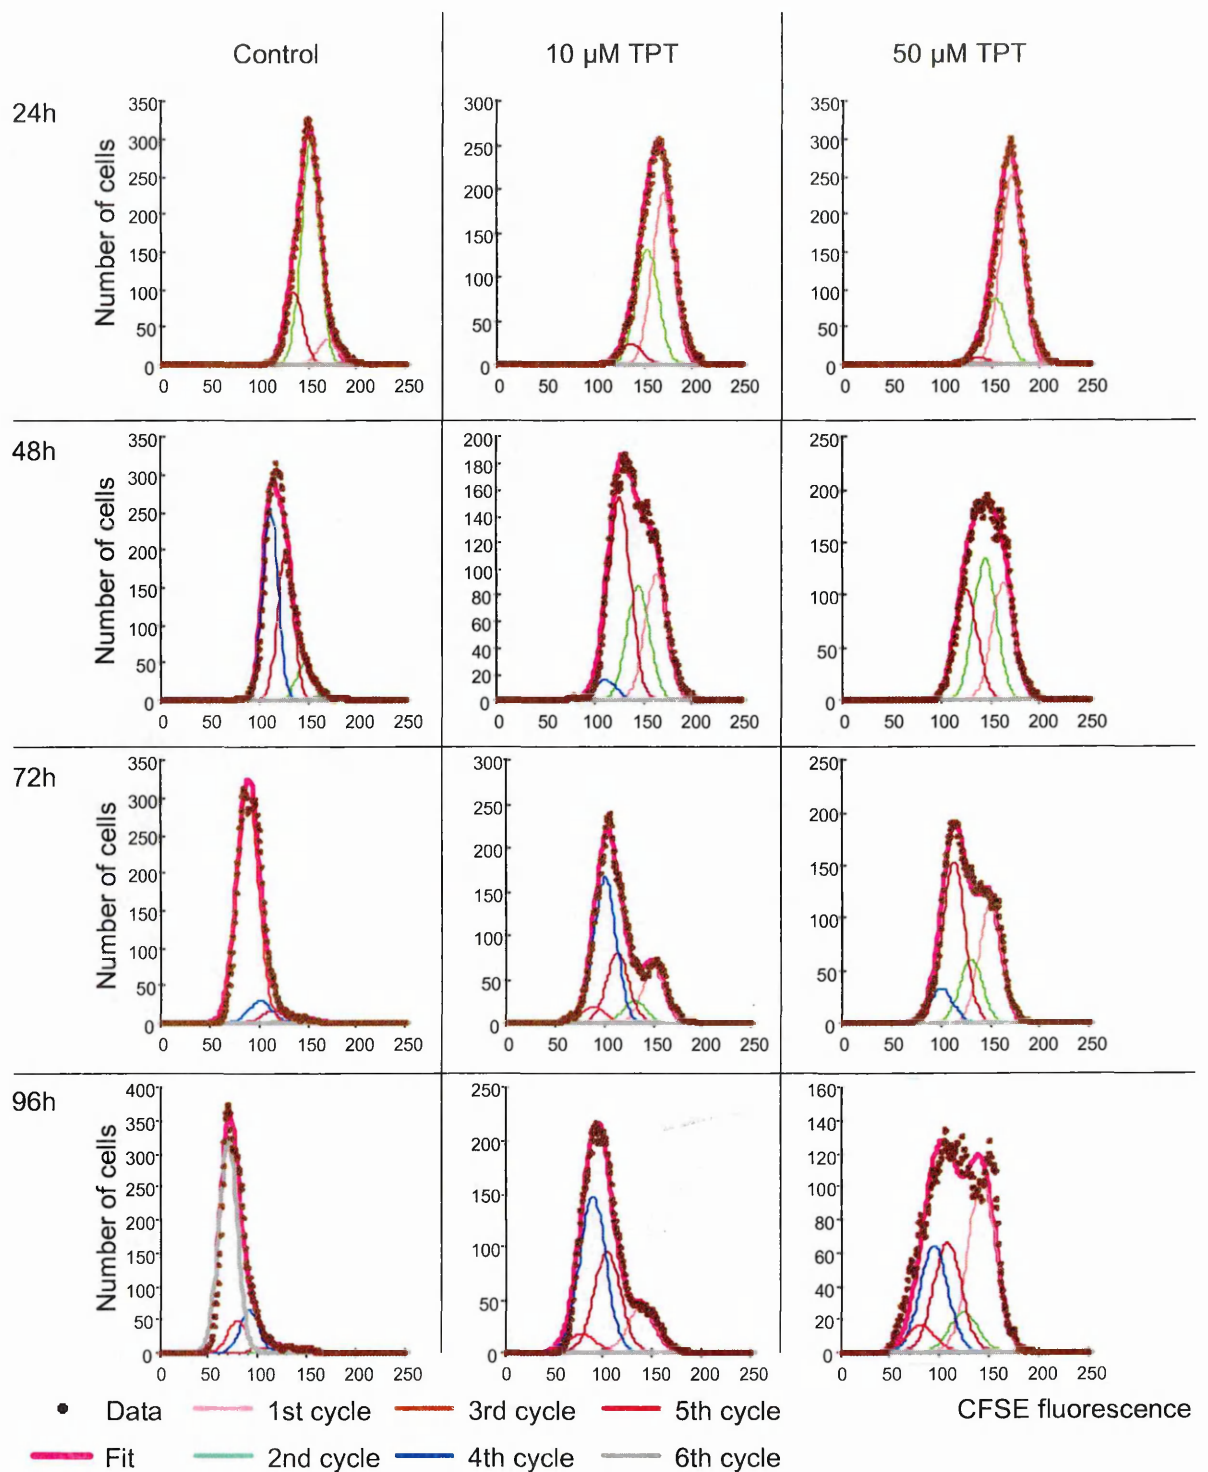 Control 10 µM TPT 50 µM TPT
24h
Number of cells
350 300 250 200 150 100 50 0
0 50 100 150 200 250
300 250 200 150 100 50 0
0 50 100 150 200 250
350 300 250 200 150 100 50 0
0 50 100 150 200 250
48h
Number of cells
350 300 250 200 150 100 50 0
0 50 100 150 200 250
200 180 160 140 120 100 80 60 40 20 0
0 50 100 150 200 250
250 200 150 100 50 0
0 50 100 150 200 250
72h
Number of cells
350 300 250 200 150 100 50 0
0 50 100 150 200 250
300 250 200 150 100 50 0
0 50 100 150 200 250
250 200 150 100 50 0
0 50 100 150 200 250
96h
Number of cells
400 350 300 250 200 150 100 50 0
0 50 100 150 200 250
250 200 150 100 50 0
0 50 100 150 200 250
160 140 120 100 80 60 40 20 0
0 50 100 150 200 250
Data 1st cycle 3rd cycle 5th cycle CFSE fluorescence
Fit 2nd cycle 4th cycle 6th cycle